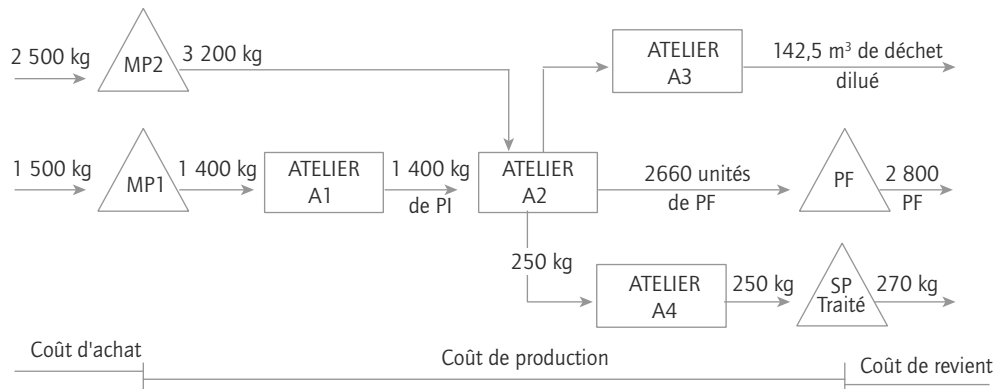 2 500 kg
MP2
3 200 kg
ATELIER
A3
142,5 m³ de déchet
dilué
1 500 kg
MP1
1 400 kg
ATELIER
A1
1 400 kg
de PI
ATELIER
A2
2660 unités
de PF
PF
2 800
PF
250 kg
ATELIER
A4
250 kg
SP
Traité
270 kg
Coût d'achat
Coût de production
Coût de revient